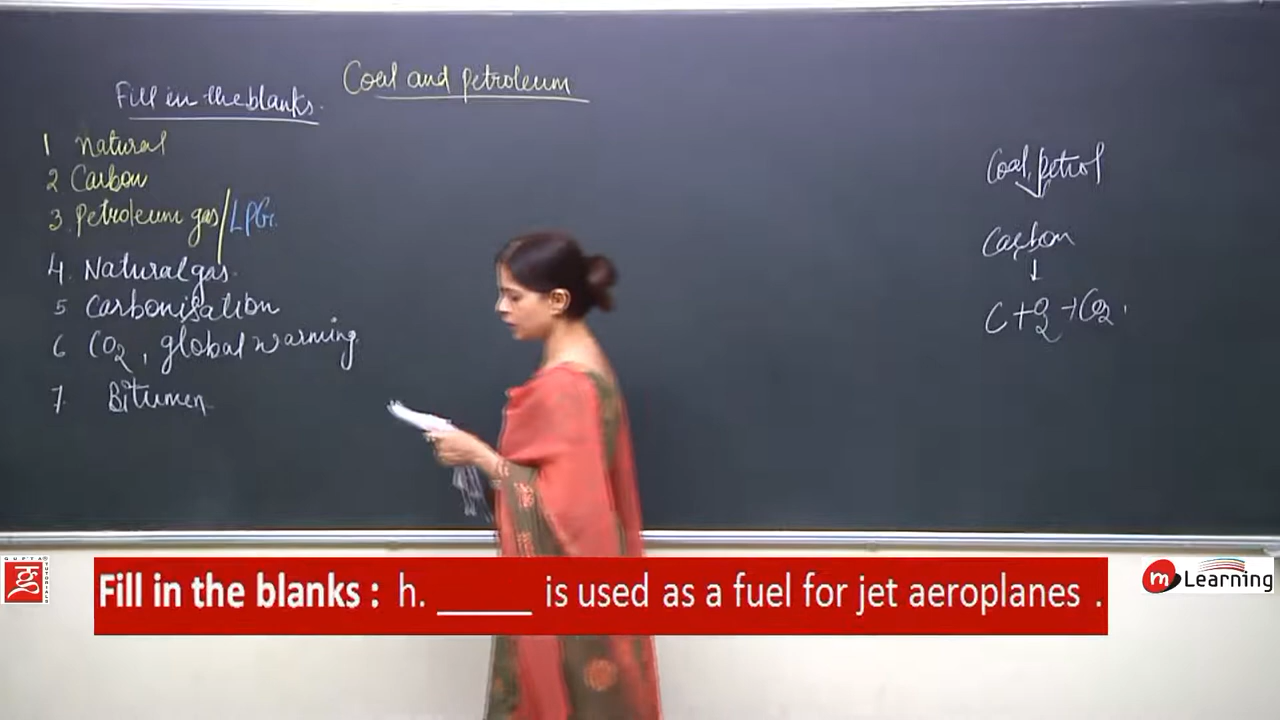 Coal and Petroleum
Fill in the blanks.
1 Natural
2 Carbon
3. Petroleum gas/LPG.
4. Natural gas.
5 Carbonisation
6 CO2, global warming
7. Bitumen
Coal, Petrol
Carbon
↓
C+O2→CO2.
GUPTA TUTORIALS
Fill in the blanks : h. _____ is used as a fuel for jet aeroplanes .
m Learning